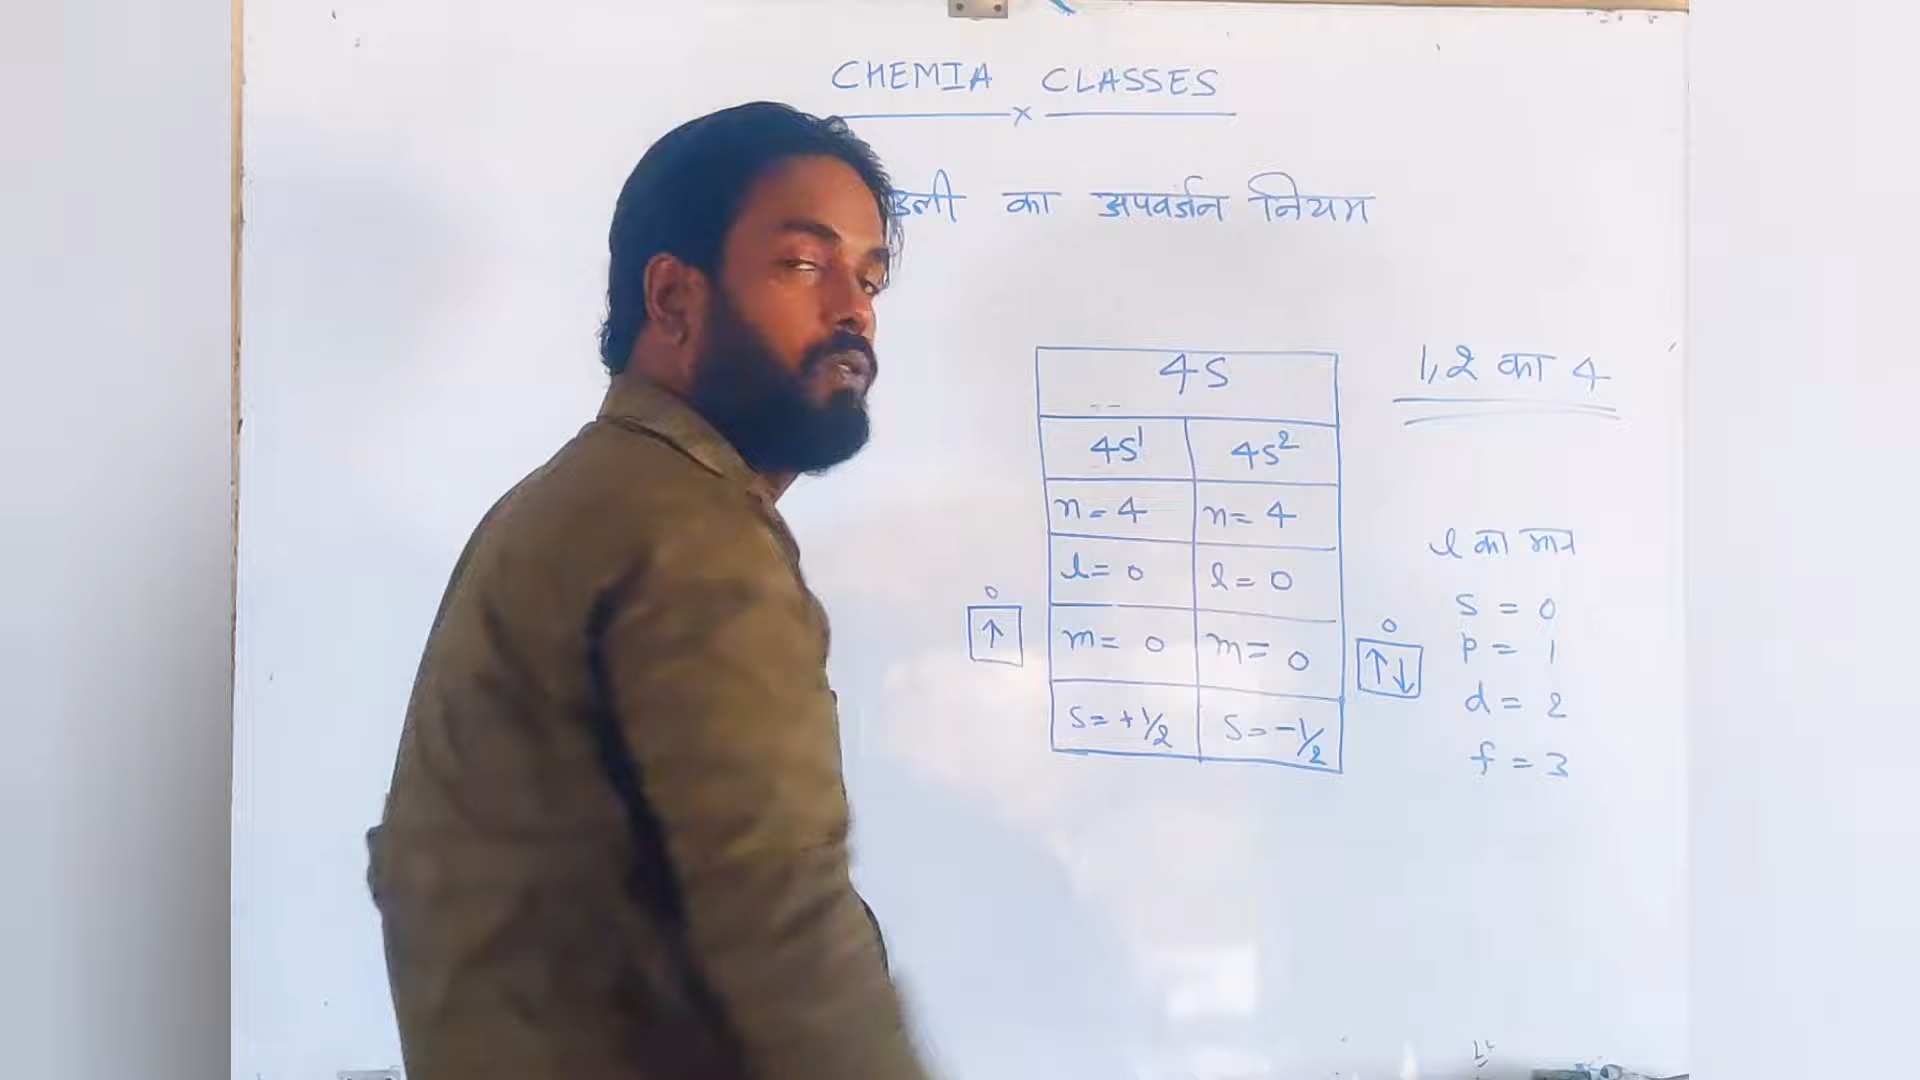 CHEMIA CLASSES
x
का अपवर्जन नियम
4S
1,2 का 4
4S¹ 4S²
n = 4 n = 4
l = 0 l = 0
0 m = 0 m = 0 0
↑ ↑↓
S = +1/2 S = -1/2
l का मान
S = 0
P = 1
d = 2
f = 3